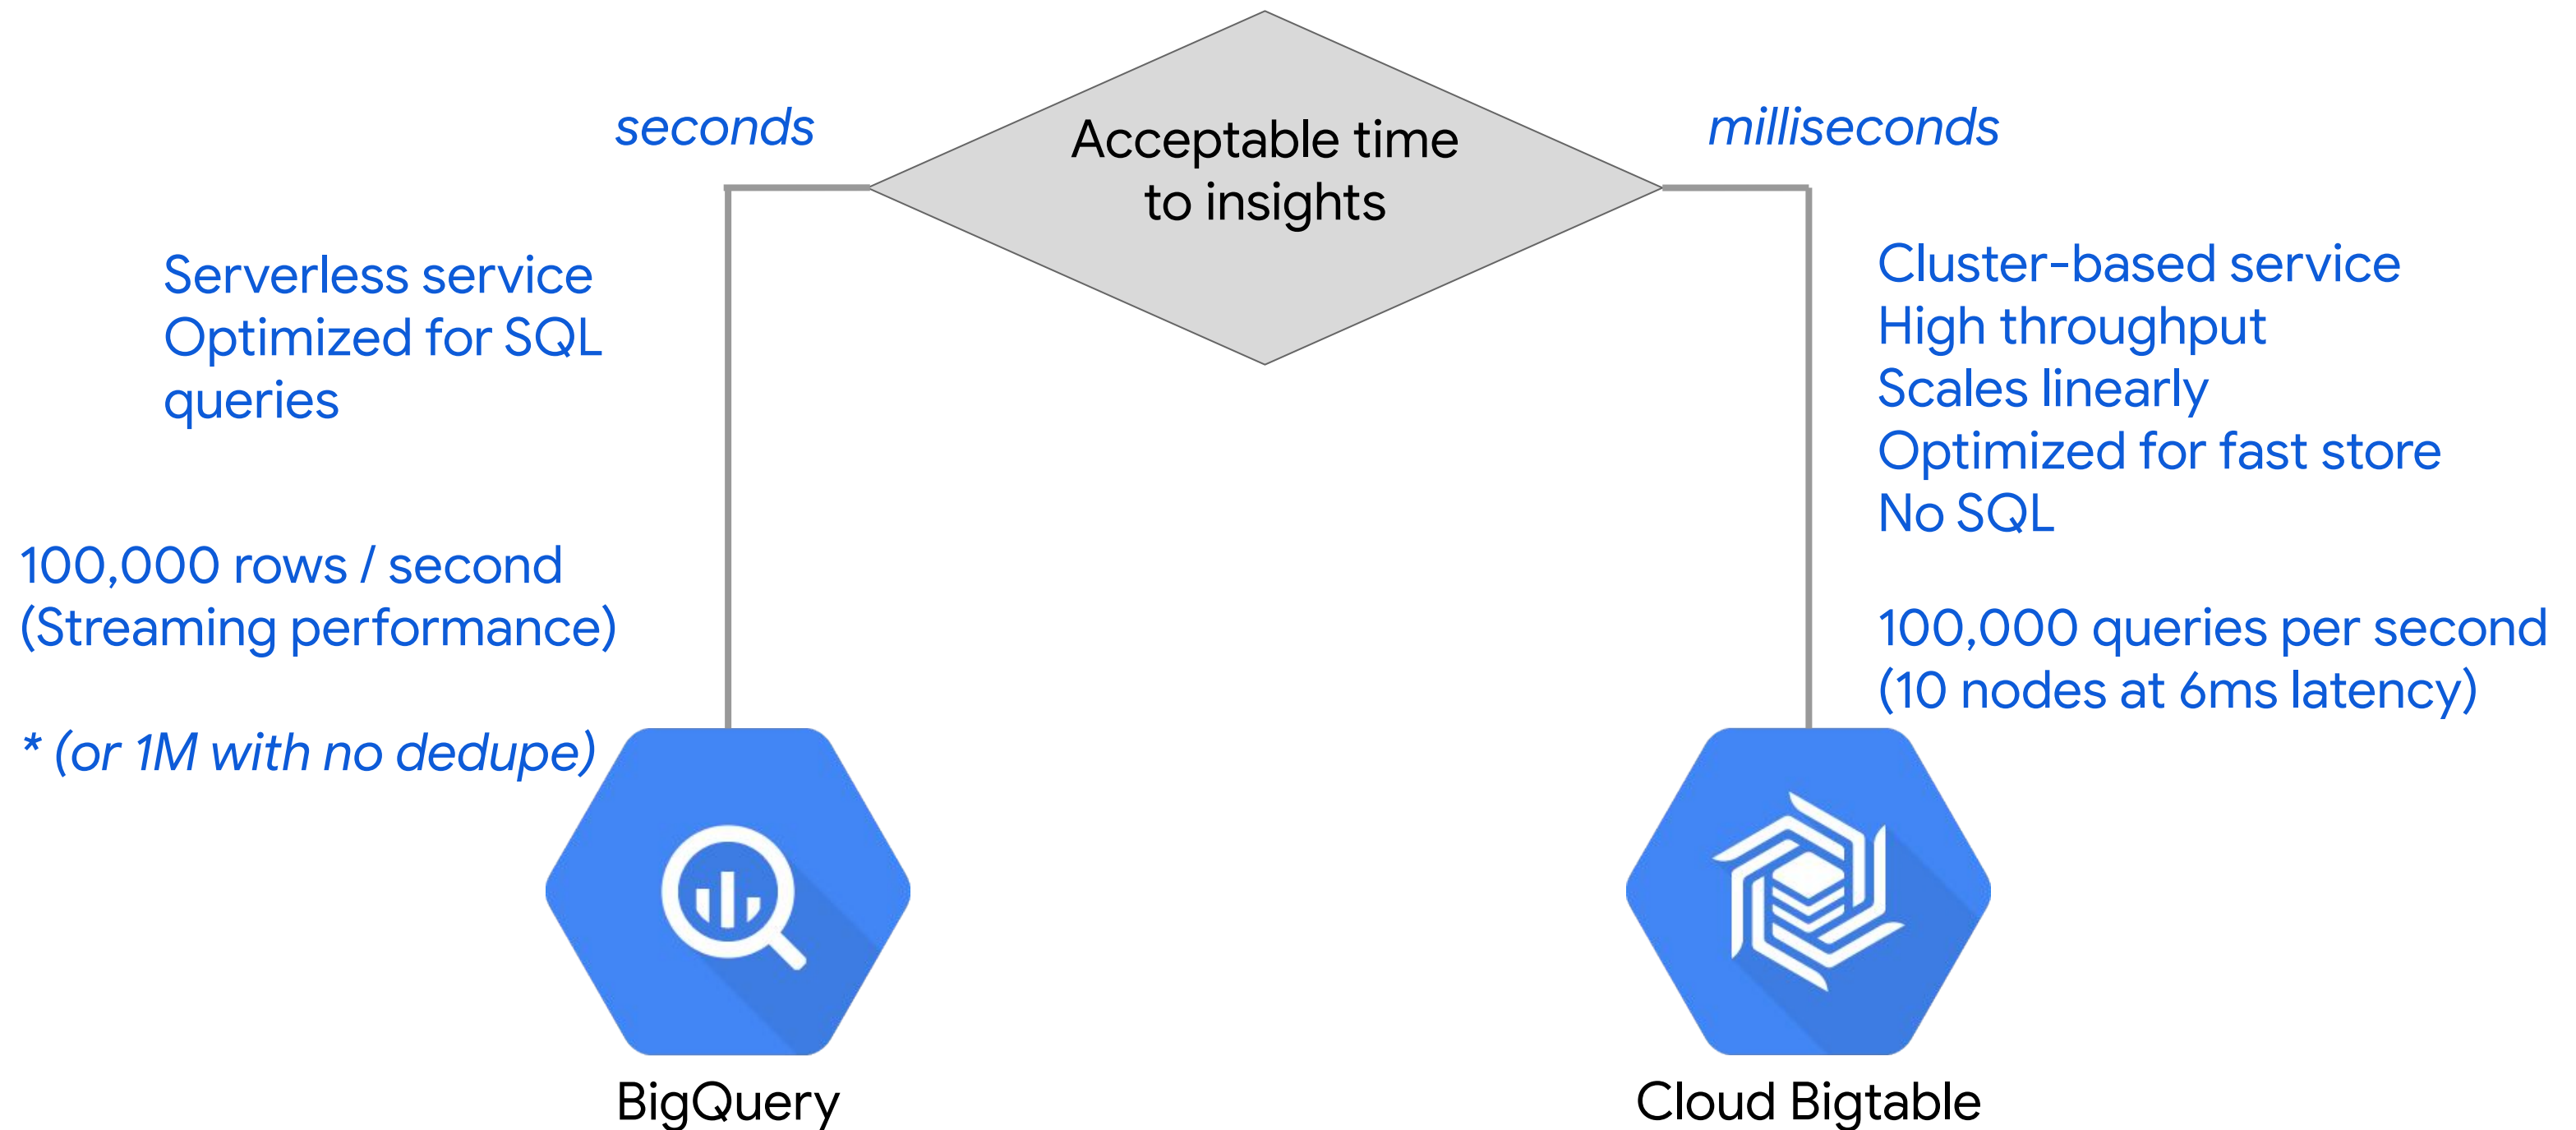 Acceptable time
to insights
seconds
Serverless service
Optimized for SQL
queries
100,000 rows / second
(Streaming performance)
* (or 1M with no dedupe)
BigQuery
milliseconds
Cluster-based service
High throughput
Scales linearly
Optimized for fast store
No SQL
100,000 queries per second
(10 nodes at 6ms latency)
Cloud Bigtable